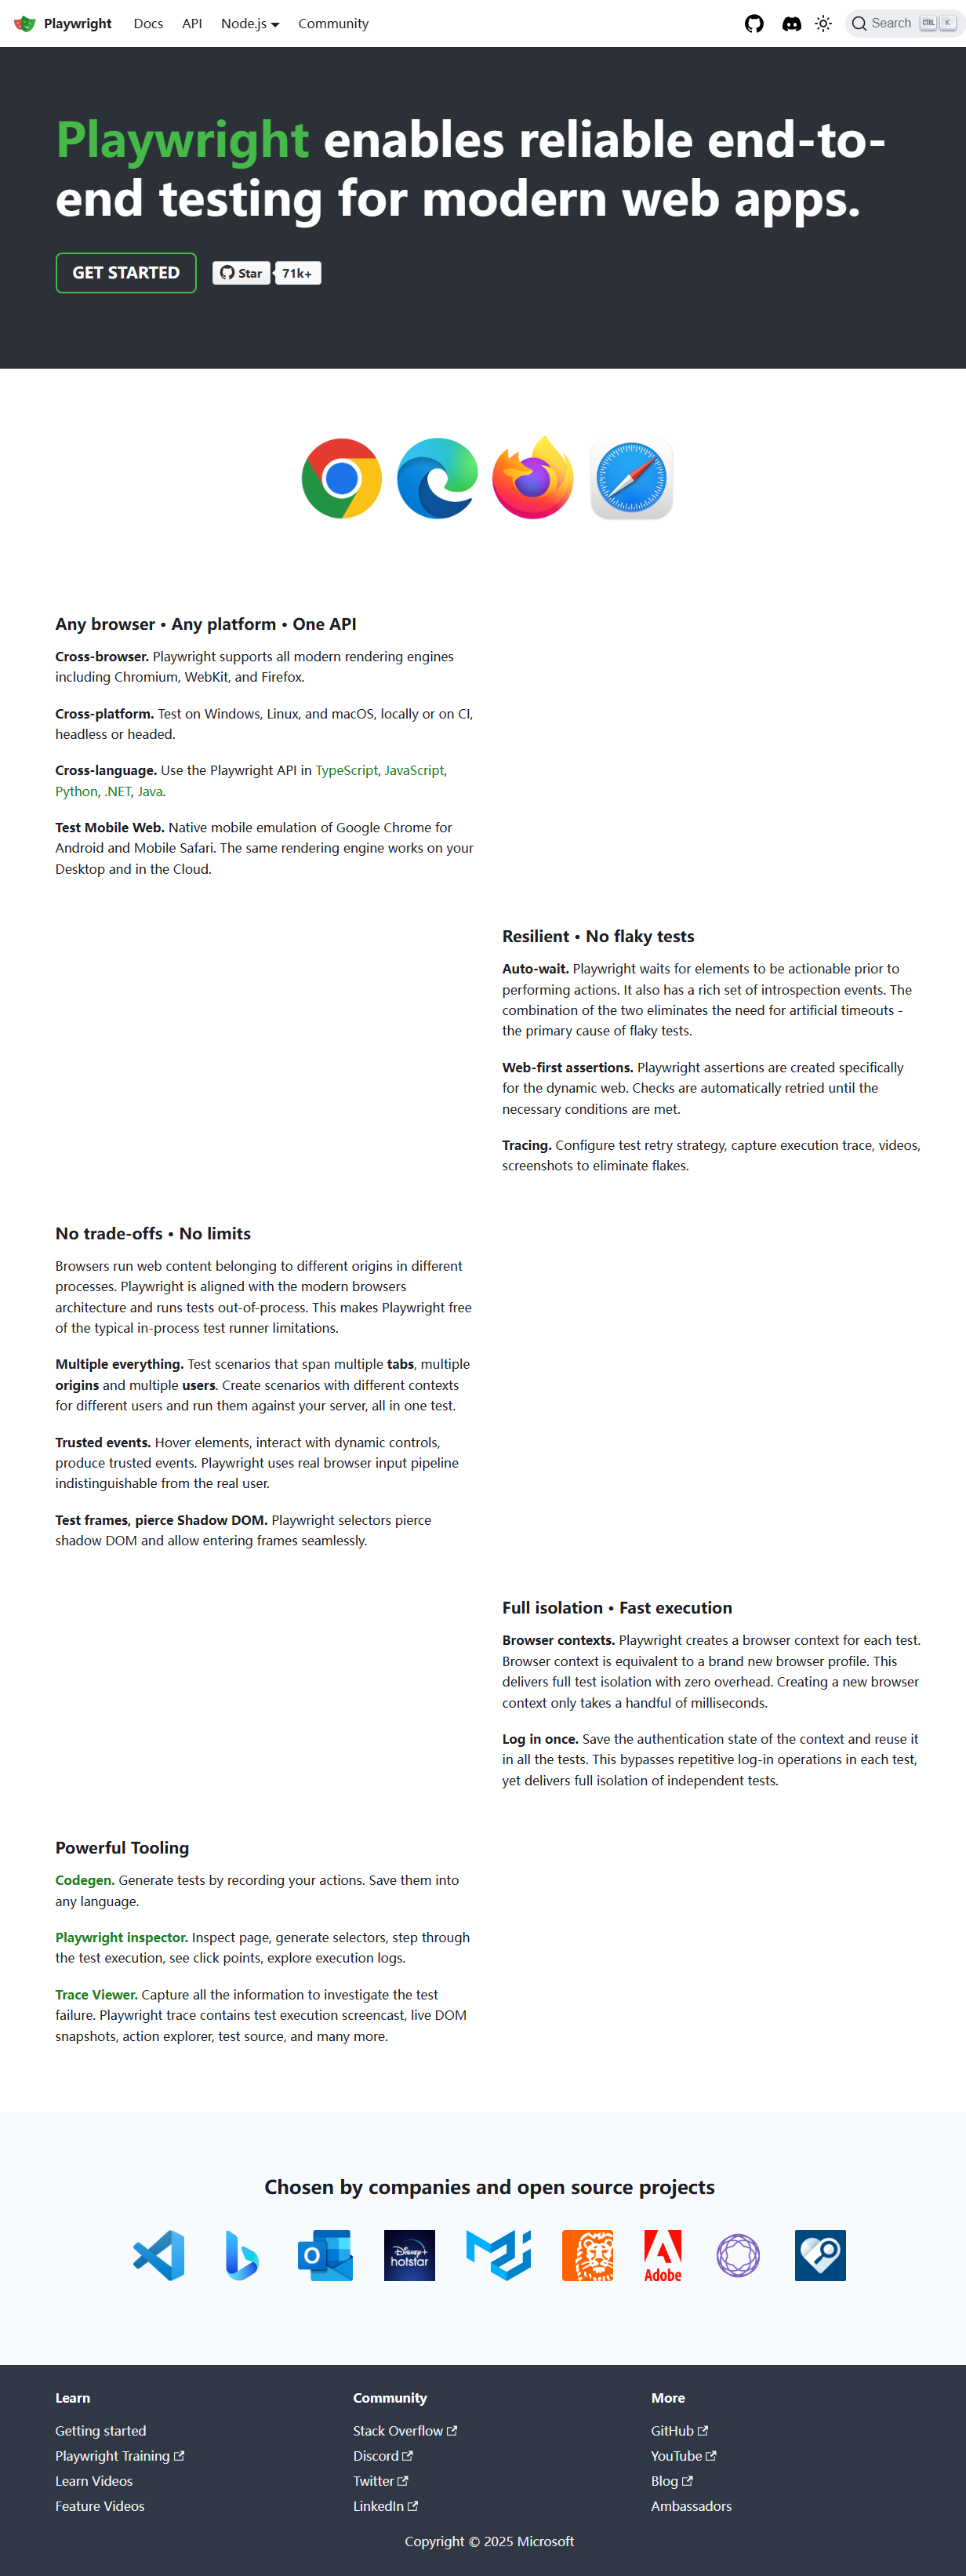 Playwright Docs API Node.js Community Search CTRL K
Playwright enables reliable end-to-
end testing for modern web apps.
GET STARTED Star 71k+
Any browser • Any platform • One API
Cross-browser. Playwright supports all modern rendering engines
including Chromium, WebKit, and Firefox.
Cross-platform. Test on Windows, Linux, and macOS, locally or on CI,
headless or headed.
Cross-language. Use the Playwright API in TypeScript, JavaScript,
Python, .NET, Java.
Test Mobile Web. Native mobile emulation of Google Chrome for
Android and Mobile Safari. The same rendering engine works on your
Desktop and in the Cloud.
Resilient • No flaky tests
Auto-wait. Playwright waits for elements to be actionable prior to
performing actions. It also has a rich set of introspection events. The
combination of the two eliminates the need for artificial timeouts -
the primary cause of flaky tests.
Web-first assertions. Playwright assertions are created specifically
for the dynamic web. Checks are automatically retried until the
necessary conditions are met.
Tracing. Configure test retry strategy, capture execution trace, videos,
screenshots to eliminate flakes.
No trade-offs • No limits
Browsers run web content belonging to different origins in different
processes. Playwright is aligned with the modern browsers
architecture and runs tests out-of-process. This makes Playwright free
of the typical in-process test runner limitations.
Multiple everything. Test scenarios that span multiple tabs, multiple
origins and multiple users. Create scenarios with different contexts
for different users and run them against your server, all in one test.
Trusted events. Hover elements, interact with dynamic controls,
produce trusted events. Playwright uses real browser input pipeline
indistinguishable from the real user.
Test frames, pierce Shadow DOM. Playwright selectors pierce
shadow DOM and allow entering frames seamlessly.
Full isolation • Fast execution
Browser contexts. Playwright creates a browser context for each test.
Browser context is equivalent to a brand new browser profile. This
delivers full test isolation with zero overhead. Creating a new browser
context only takes a handful of milliseconds.
Log in once. Save the authentication state of the context and reuse it
in all the tests. This bypasses repetitive log-in operations in each test,
yet delivers full isolation of independent tests.
Powerful Tooling
Codegen. Generate tests by recording your actions. Save them into
any language.
Playwright inspector. Inspect page, generate selectors, step through
the test execution, see click points, explore execution logs.
Trace Viewer. Capture all the information to investigate the test
failure. Playwright trace contains test execution screencast, live DOM
snapshots, action explorer, test source, and many more.
Chosen by companies and open source projects
O
Disney+
hotstar
Adobe
Learn
Getting started
Playwright Training
Learn Videos
Feature Videos
Community
Stack Overflow
Discord
Twitter
LinkedIn
More
GitHub
YouTube
Blog
Ambassadors
Copyright © 2025 Microsoft